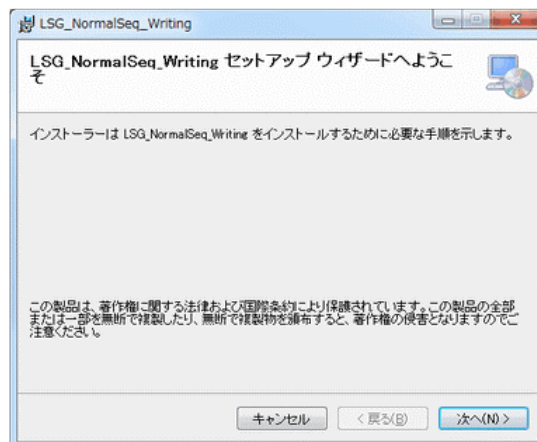 LSG_NormalSeq_Writing
LSG_NormalSeq_Writing セットアップ ウィザードへようこ
そ
インストーラーは LSG_NormalSeq_Writing をインストールするために必要な手順を示します。
この製品は、著作権に関する法律および国際条約により保護されています。この製品の全部
または一部を無断で複製したり、無断で複製物を頒布すると、著作権の侵害となりますのでご
注意ください。
キャンセル < 戻る(B) 次へ(N) >